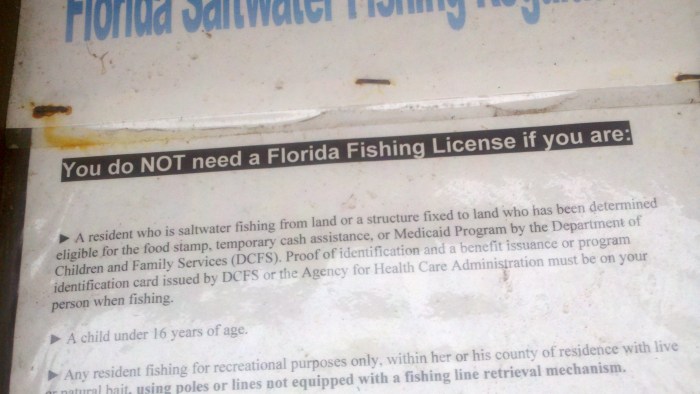 Florida Saltwater Fishing
You do NOT need a Florida Fishing License if you are:
► A resident who is saltwater fishing from land or a structure fixed to land who has been determined
eligible for the food stamp, temporary cash assistance, or Medicaid Program by the Department of
Children and Family Services (DCFS). Proof of identification and a benefit issuance or program
identification card issued by DCFS or the Agency for Health Care Administration must be on your
person when fishing.
► A child under 16 years of age.
► Any resident fishing for recreational purposes only, within her or his county of residence with live
or natural bait, using poles or lines not equipped with a fishing line retrieval mechanism.